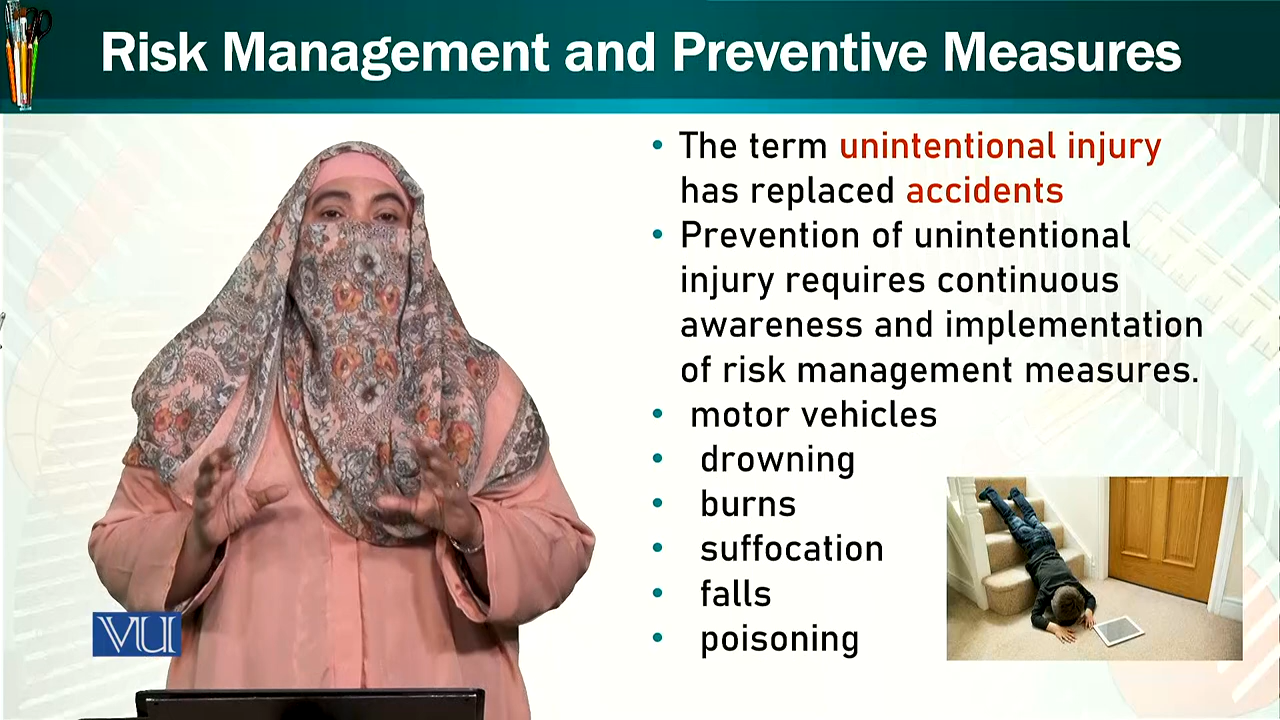 Risk Management and Preventive Measures
• The term unintentional injury
has replaced accidents
• Prevention of unintentional
injury requires continuous
awareness and implementation
of risk management measures.
• motor vehicles
• drowning
• burns
• suffocation
• falls
• poisoning
VU